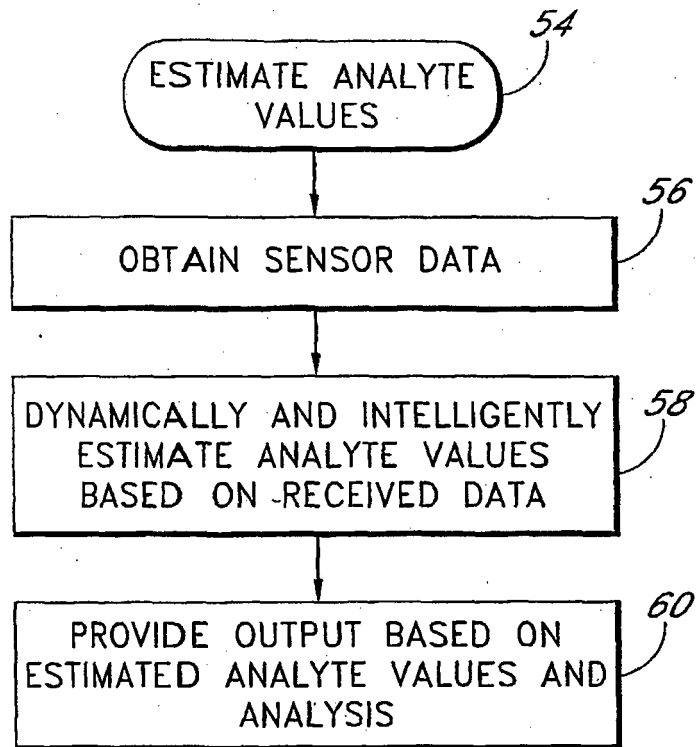 54
ESTIMATE ANALYTE
VALUES
56
OBTAIN SENSOR DATA
58
DYNAMICALLY AND INTELLIGENTLY
ESTIMATE ANALYTE VALUES
BASED ON RECEIVED DATA
60
PROVIDE OUTPUT BASED ON
ESTIMATED ANALYTE VALUES AND
ANALYSIS